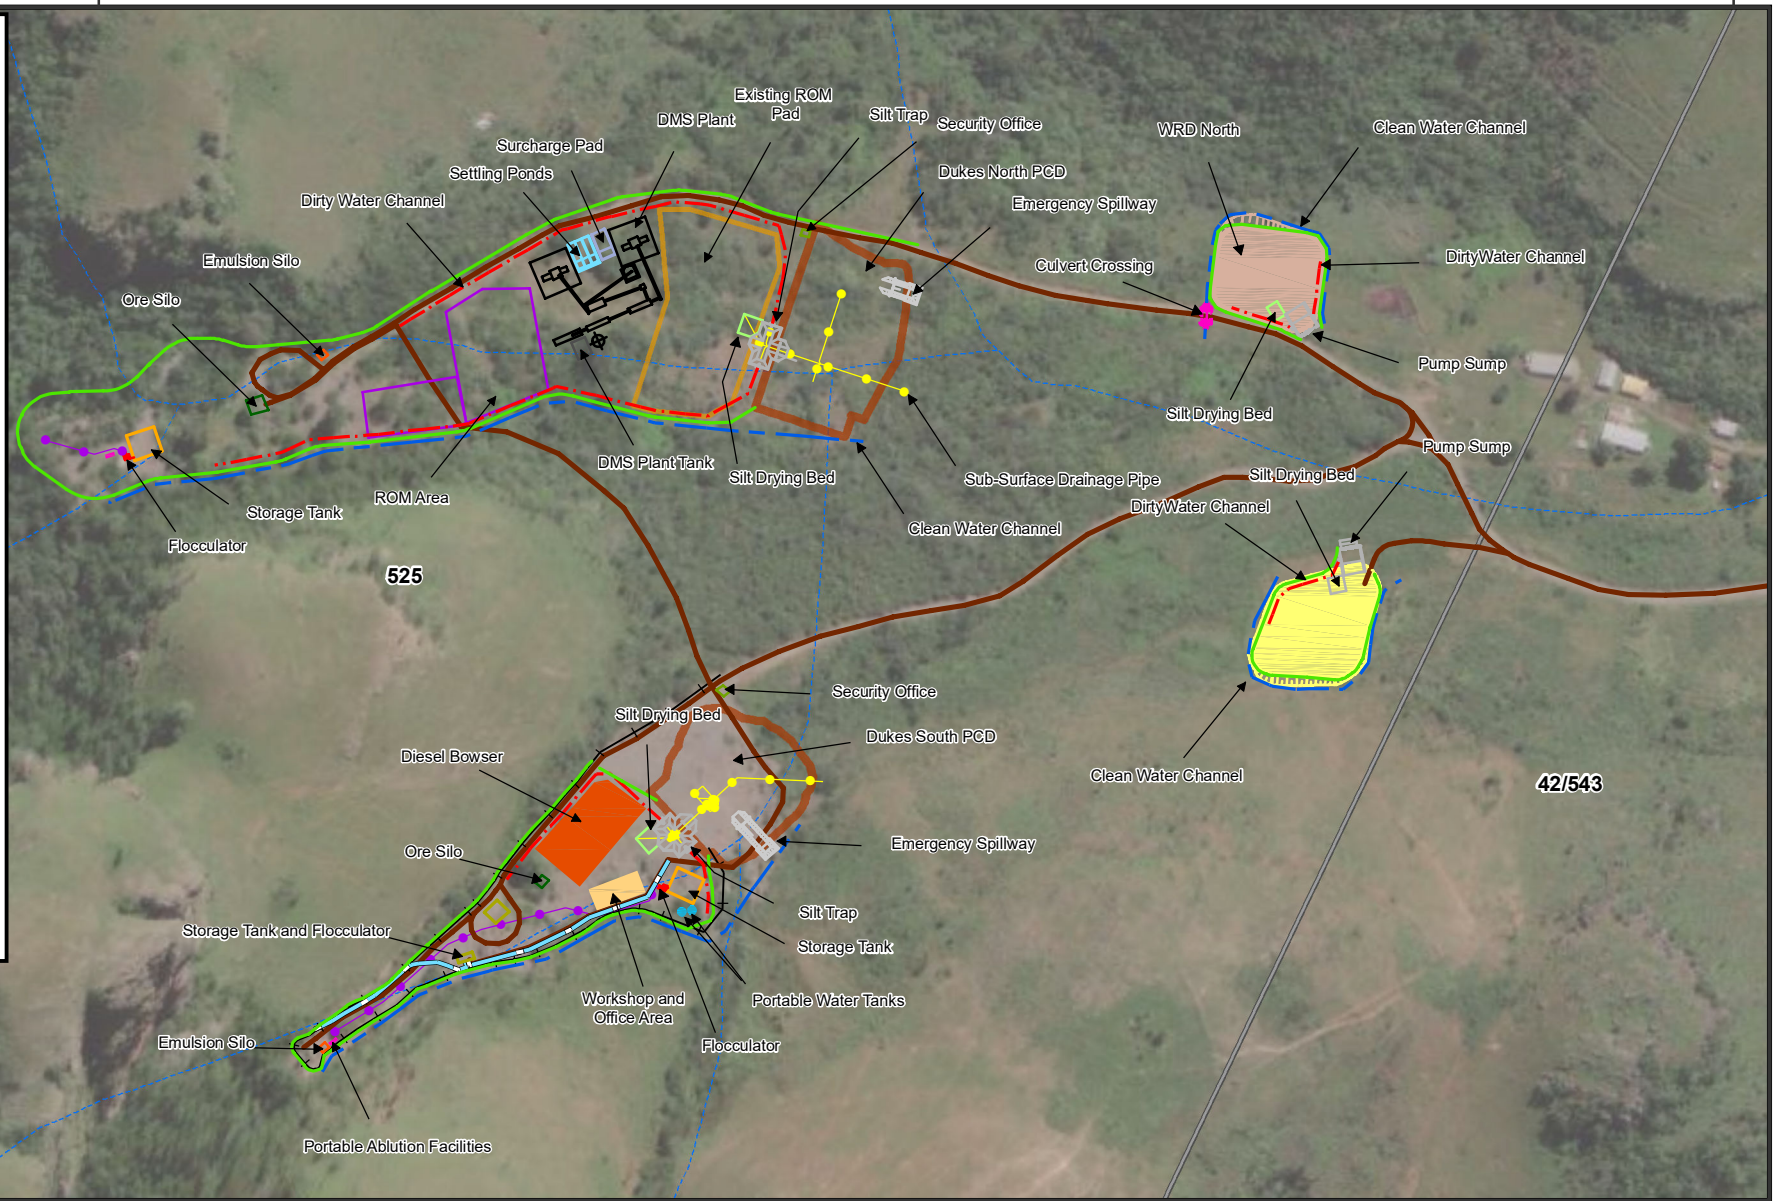 Existing ROM
Pad
DMS Plant
Silt Trap
Security Office
WRD North
Clean Water Channel
Surcharge Pad
Settling Ponds
Dukes North PCD
Dirty Water Channel
Emergency Spillway
Emulsion Silo
Culvert Crossing
DirtyWater Channel
Ore Silo
Pump Sump
Silt Drying Bed
Pump Sump
DMS Plant Tank
Silt Drying Bed
Sub-Surface Drainage Pipe
Silt Drying Bed
ROM Area
DirtyWater Channel
Storage Tank
Clean Water Channel
Flocculator
525
Security Office
Silt Drying Bed
Dukes South PCD
Diesel Bowser
Clean Water Channel
42/543
Emergency Spillway
Ore Silo
Silt Trap
Storage Tank and Flocculator
Storage Tank
Workshop and
Office Area
Portable Water Tanks
Emulsion Silo
Flocculator
Portable Ablution Facilities